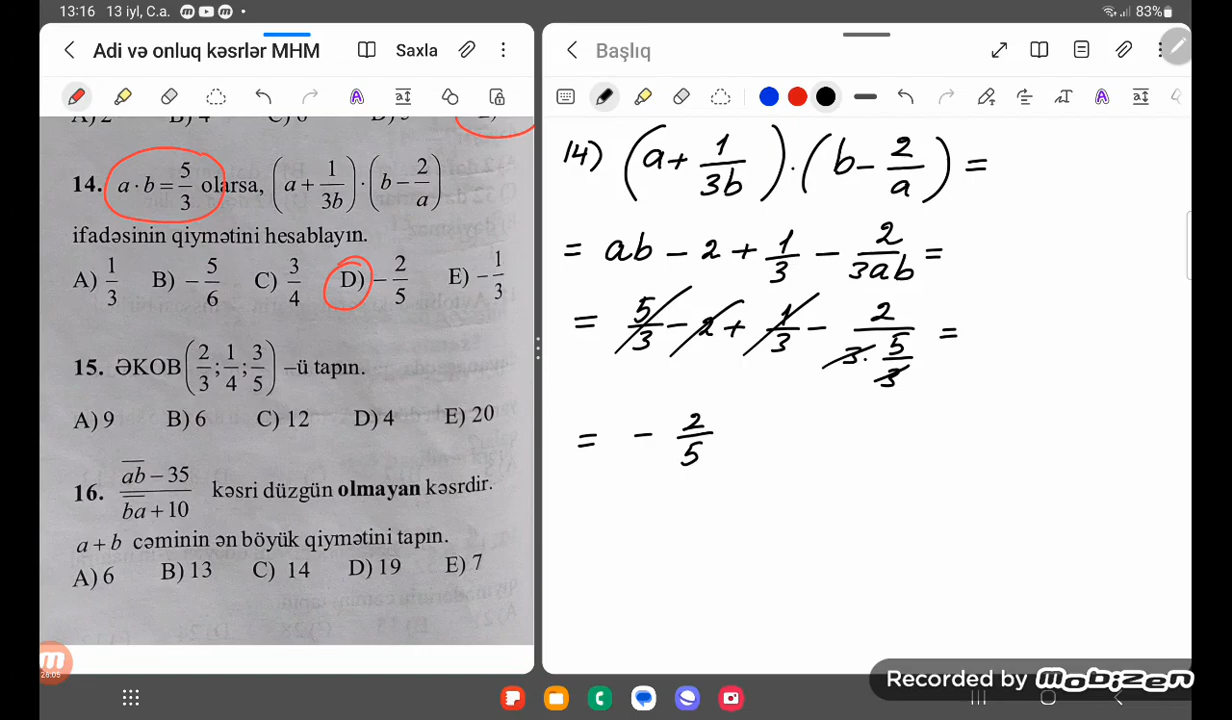 13:16 13 iyl, C.a. 83%
Adi və onluq kəsrlər MHM Saxla
14. a · b = 5/3 olarsa, (a + 1/3b) · (b − 2/a)
ifadəsinin qiymətini hesablayın.
A) 1/3 B) −5/6 C) 3/4 D) −2/5 E) −1/3
15. ƏKOB (2/3; 1/4; 3/5) –ü tapın.
A) 9 B) 6 C) 12 D) 4 E) 20
16. (ab̅ − 35)/(ba̅ + 10) kəsri düzgün olmayan kəsrdir.
a + b cəminin ən böyük qiymətini tapın.
A) 6 B) 13 C) 14 D) 19 E) 7
26:05
Başlıq
14) (a + 1/3b) · (b − 2/a) =
= ab − 2 + 1/3 − 2/3ab =
= 5/3 − 2 + 1/3 − 2/(3 · 5/3) =
= − 2/5
Recorded by mobizen